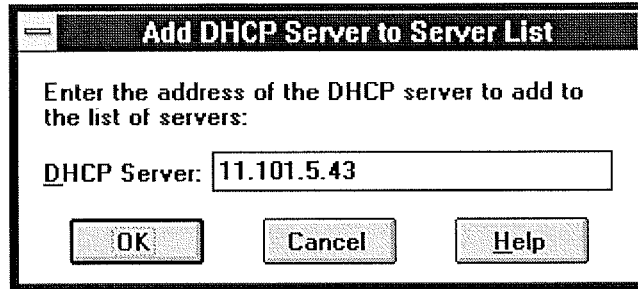 Add DHCP Server to Server List
Enter the address of the DHCP server to add to
the list of servers:
DHCP Server: 11.101.5.43
OK Cancel Help